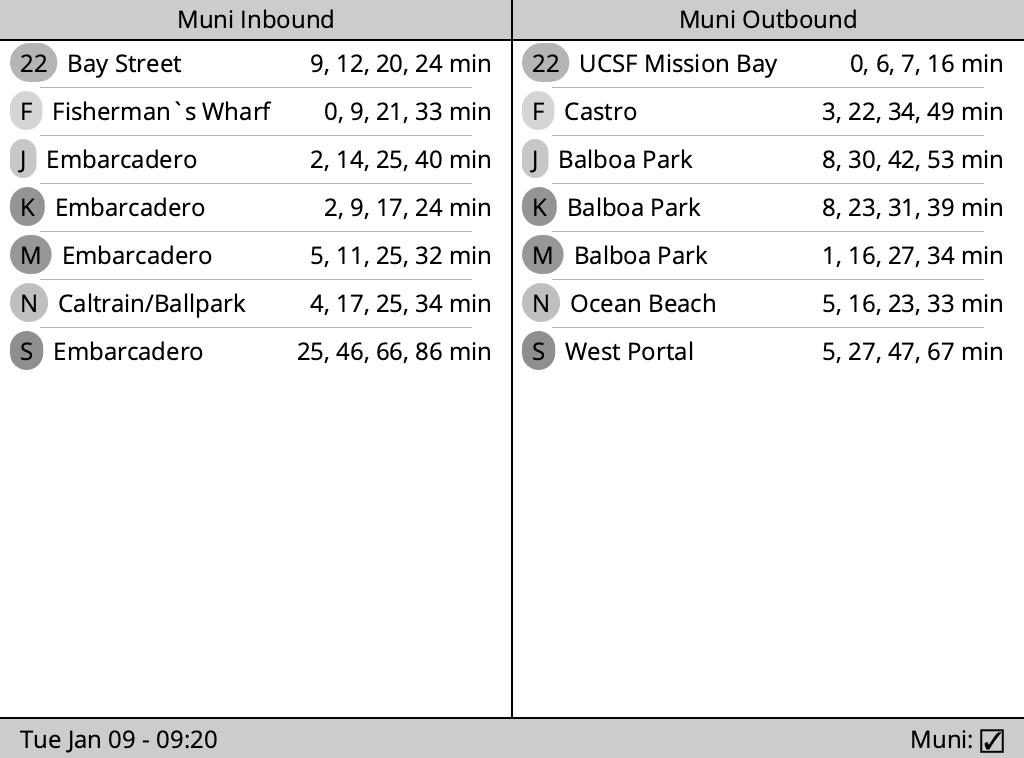 Muni Inbound
22 Bay Street 9, 12, 20, 24 min
F Fisherman`s Wharf 0, 9, 21, 33 min
J Embarcadero 2, 14, 25, 40 min
K Embarcadero 2, 9, 17, 24 min
M Embarcadero 5, 11, 25, 32 min
N Caltrain/Ballpark 4, 17, 25, 34 min
S Embarcadero 25, 46, 66, 86 min
Muni Outbound
22 UCSF Mission Bay 0, 6, 7, 16 min
F Castro 3, 22, 34, 49 min
J Balboa Park 8, 30, 42, 53 min
K Balboa Park 8, 23, 31, 39 min
M Balboa Park 1, 16, 27, 34 min
N Ocean Beach 5, 16, 23, 33 min
S West Portal 5, 27, 47, 67 min
Tue Jan 09 - 09:20
Muni: ☑